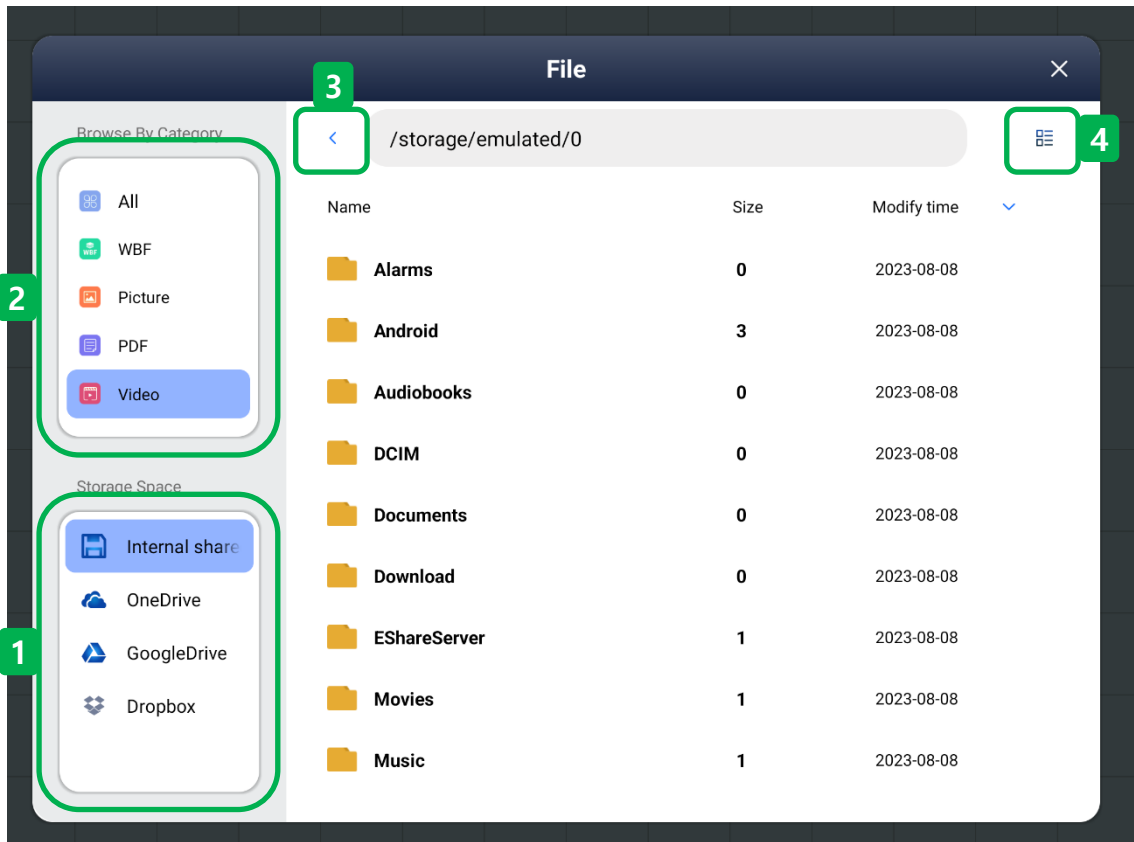 File
3
Browse By Category
/storage/emulated/0
4
All
WBF
WBF
Picture
PDF
Video
2
Name Size Modify time
Alarms 0 2023-08-08
Android 3 2023-08-08
Audiobooks 0 2023-08-08
DCIM 0 2023-08-08
Documents 0 2023-08-08
Download 0 2023-08-08
EShareServer 1 2023-08-08
Movies 1 2023-08-08
Music 1 2023-08-08
Storage Space
Internal share
OneDrive
GoogleDrive
Dropbox
1